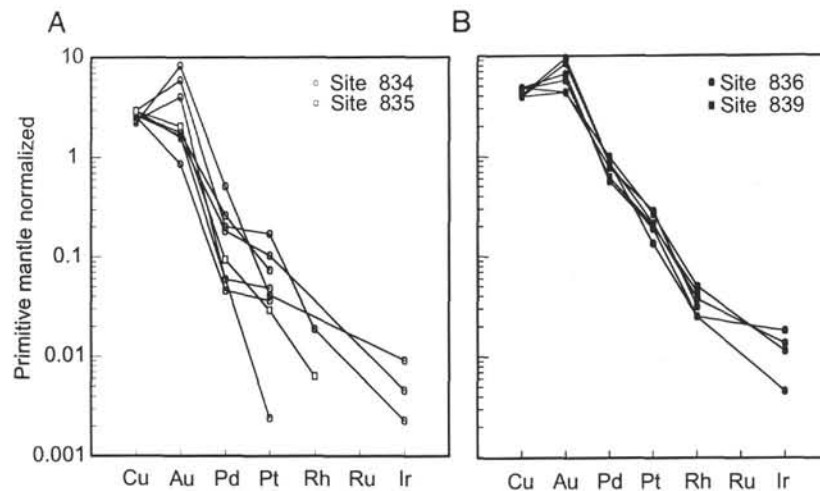 A
Primitive mantle normalized
10
1
0.1
0.01
0.001
Site 834
Site 835
Cu Au Pd Pt Rh Ru Ir
B
Site 836
Site 839
Cu Au Pd Pt Rh Ru Ir